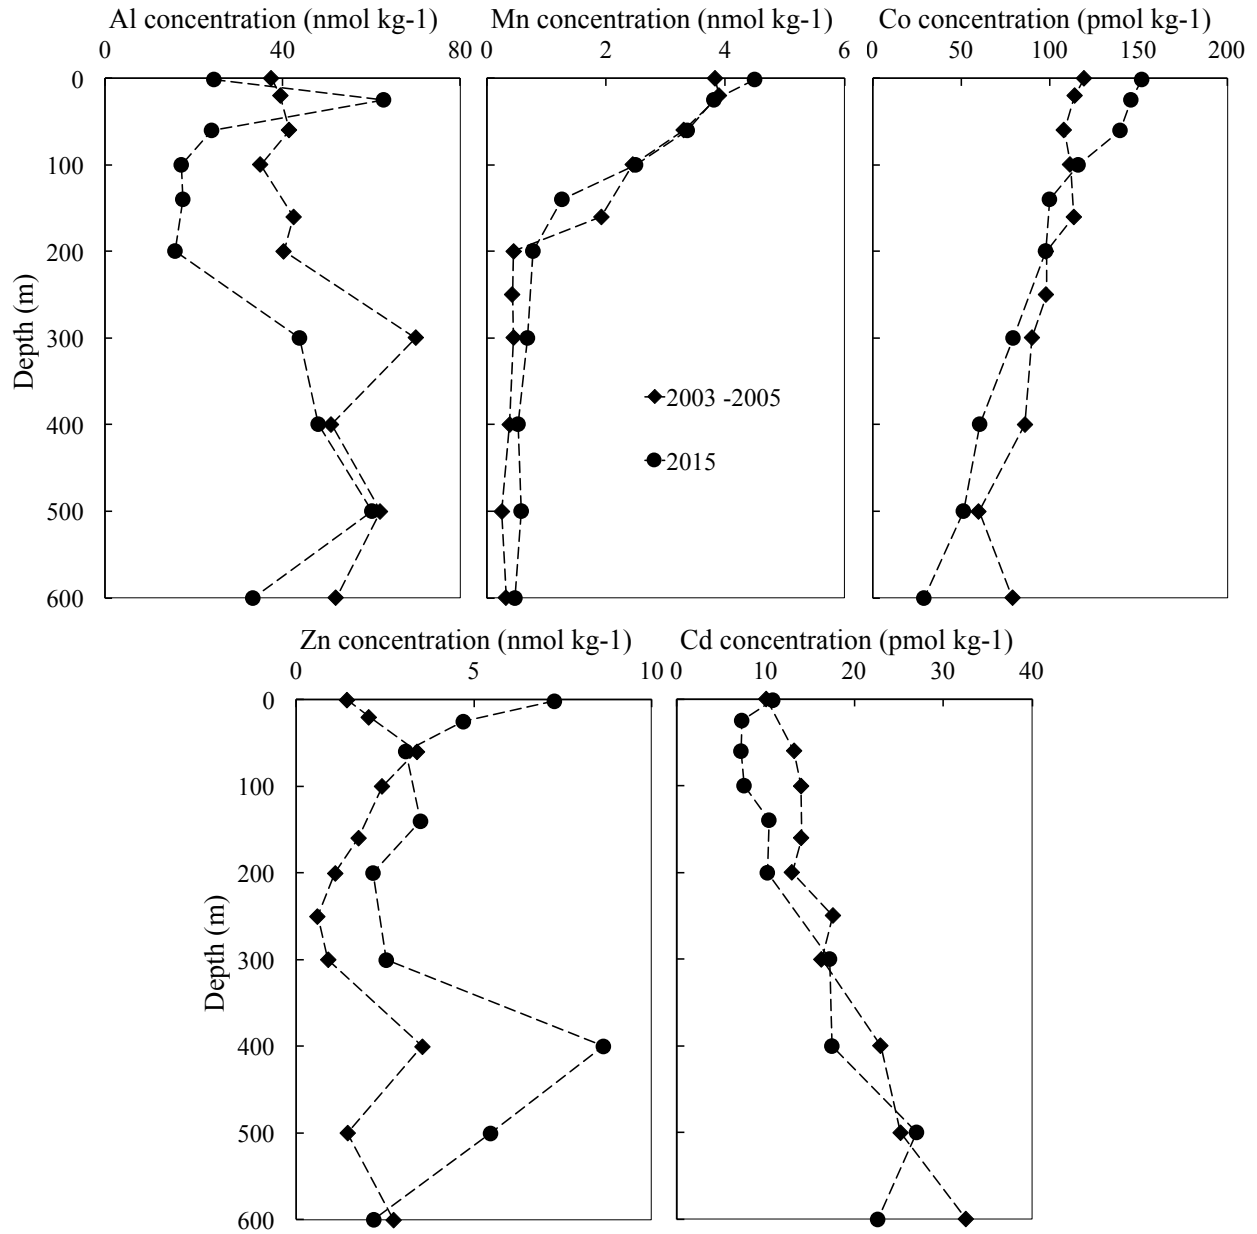 Al concentration (nmol kg-1) Mn concentration (nmol kg-1) Co concentration (pmol kg-1)
0 40 80 0 2 4 6 0 50 100 150 200
0
100
200
300
400
500
600
Depth (m)
2003 -2005
2015
Zn concentration (nmol kg-1) Cd concentration (pmol kg-1)
0 5 10 0 10 20 30 40
0
100
200
300
400
500
600
Depth (m)